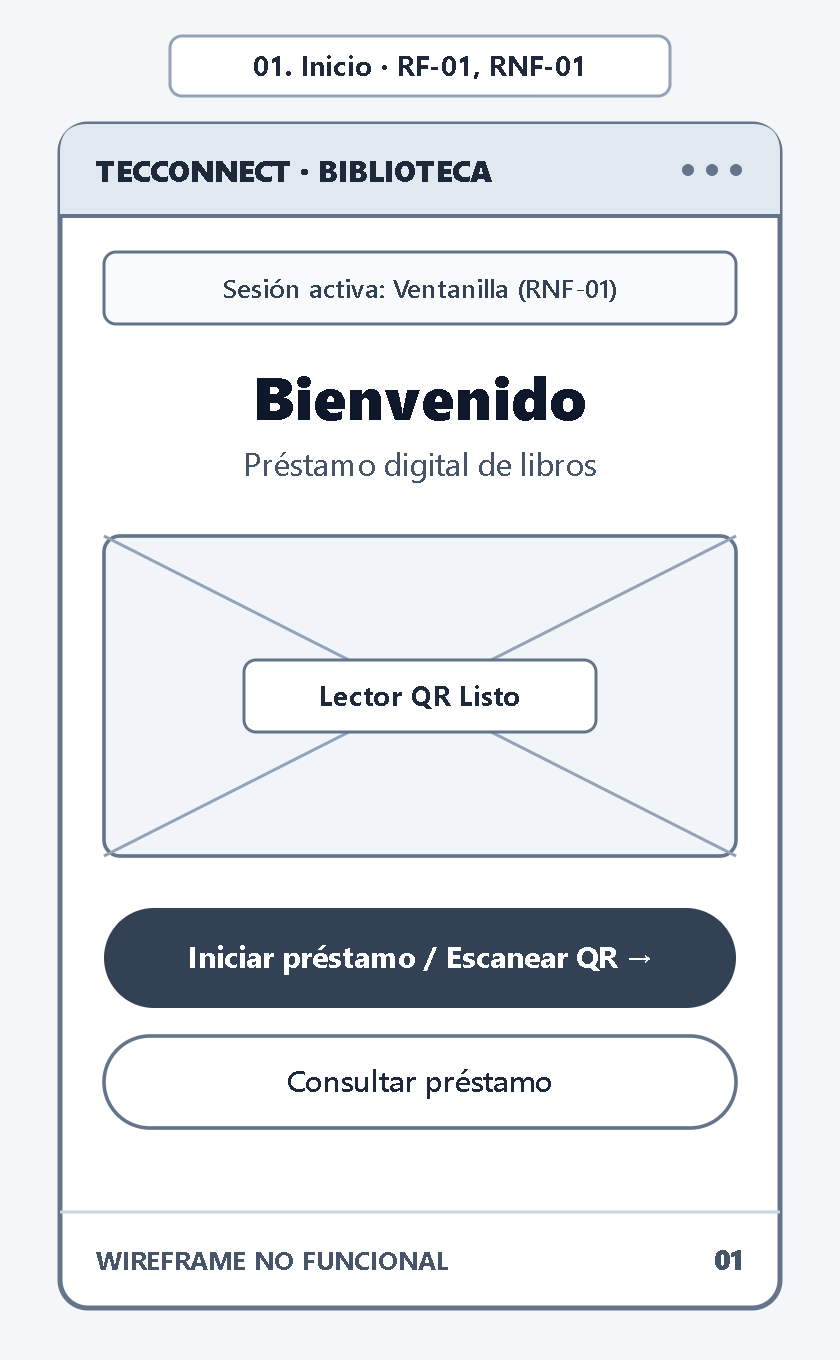 01. Inicio · RF-01, RNF-01
TECCONNECT · BIBLIOTECA
Sesión activa: Ventanilla (RNF-01)
Bienvenido
Préstamo digital de libros
Lector QR Listo
Iniciar préstamo / Escanear QR →
Consultar préstamo
WIREFRAME NO FUNCIONAL 01